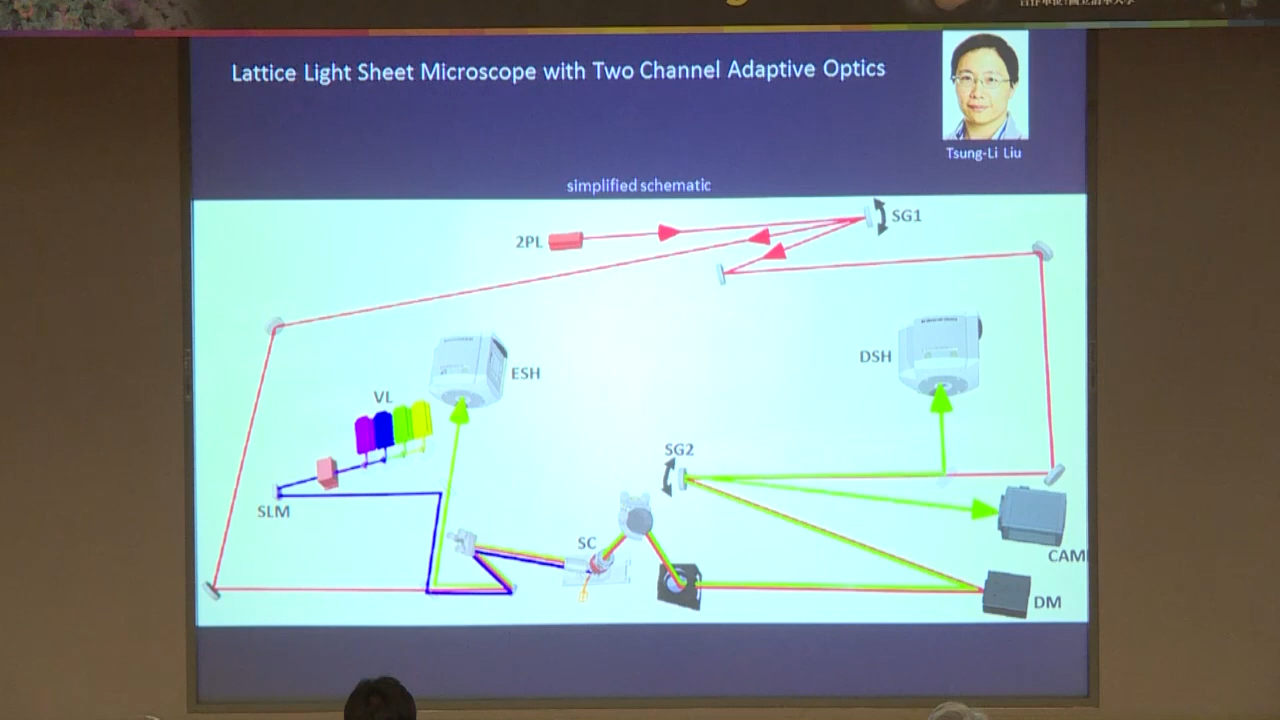 Lattice Light Sheet Microscope with Two Channel Adaptive Optics
Tsung-Li Liu
simplified schematic
2PL
SG1
ESH
DSH
VL
SG2
SLM
SC
CAM
DM